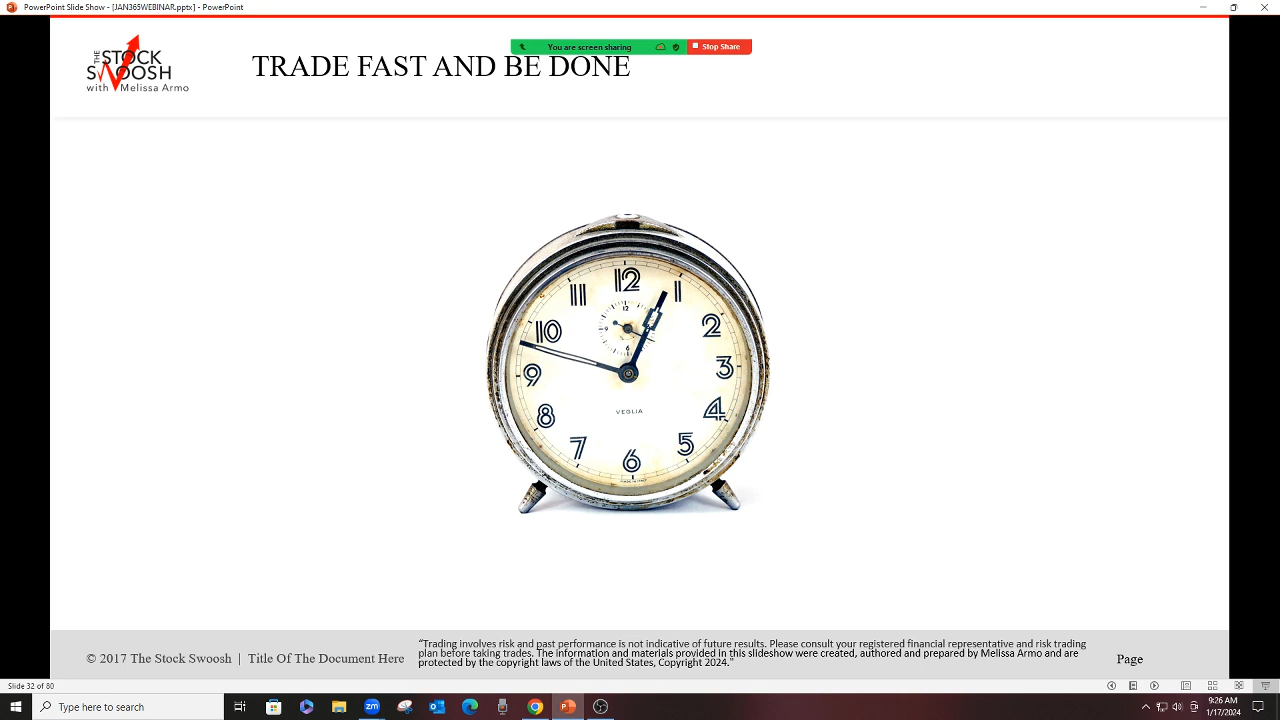 PowerPoint Slide Show - [JAN365WEBINAR.pptx] - PowerPoint
You are screen sharing
Stop Share
THE
STOCK
SWOOSH
with Melissa Armo
TRADE FAST AND BE DONE
12
11
1
10
2
9
3
8
4
7
5
6
12
9
6
VEGLIA
"Trading involves risk and past performance is not indicative of future results. Please consult your registered financial representative and risk trading
plan before taking trades. The information and materials provided in this slideshow were created, authored and prepared by Melissa Armo and are
protected by the copyright laws of the United States, Copyright 2024."
© 2017 The Stock Swoosh | Title Of The Document Here
Page
Slide 32 of 80
Type here to search
9:26 AM
1/17/2024